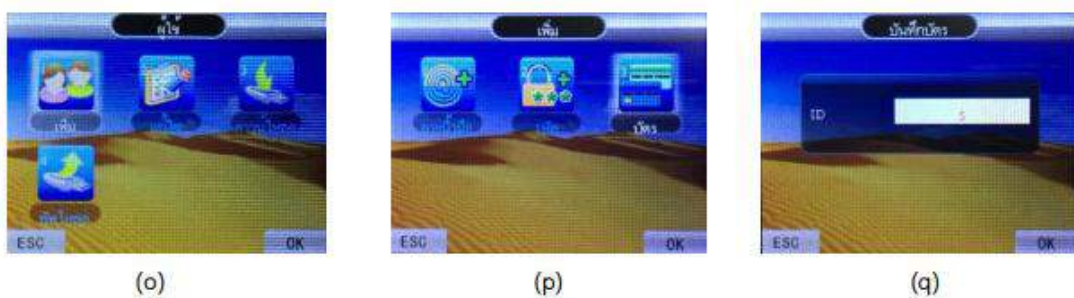 ผู้ใช้
เพิ่ม
ESC OK
(o)
เพิ่ม
บัตร
ESC OK
(p)
บันทึกบัตร
ID 5
ESC OK
(q)